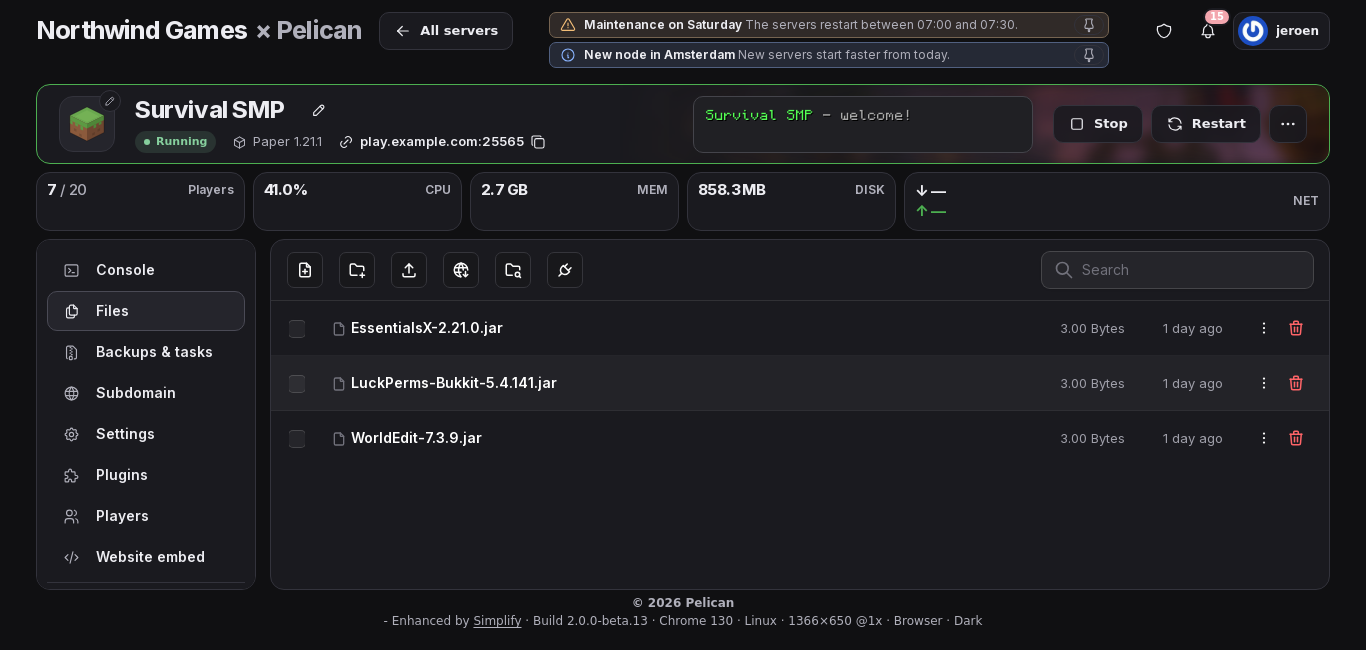 Northwind Games × Pelican
All servers
Maintenance on Saturday The servers restart between 07:00 and 07:30.
New node in Amsterdam New servers start faster from today.
15
jeroen
Survival SMP
Running
Paper 1.21.1
play.example.com:25565
Survival SMP - welcome!
Stop
Restart
7 / 20 Players
41.0% CPU
2.7 GB MEM
858.3 MB DISK
↓ —
↑ —
NET
Console
Files
Backups & tasks
Subdomain
Settings
Plugins
Players
Website embed
Search
EssentialsX-2.21.0.jar 3.00 Bytes 1 day ago
LuckPerms-Bukkit-5.4.141.jar 3.00 Bytes 1 day ago
WorldEdit-7.3.9.jar 3.00 Bytes 1 day ago
© 2026 Pelican
- Enhanced by Simplify · Build 2.0.0-beta.13 · Chrome 130 · Linux · 1366×650 @1x · Browser · Dark